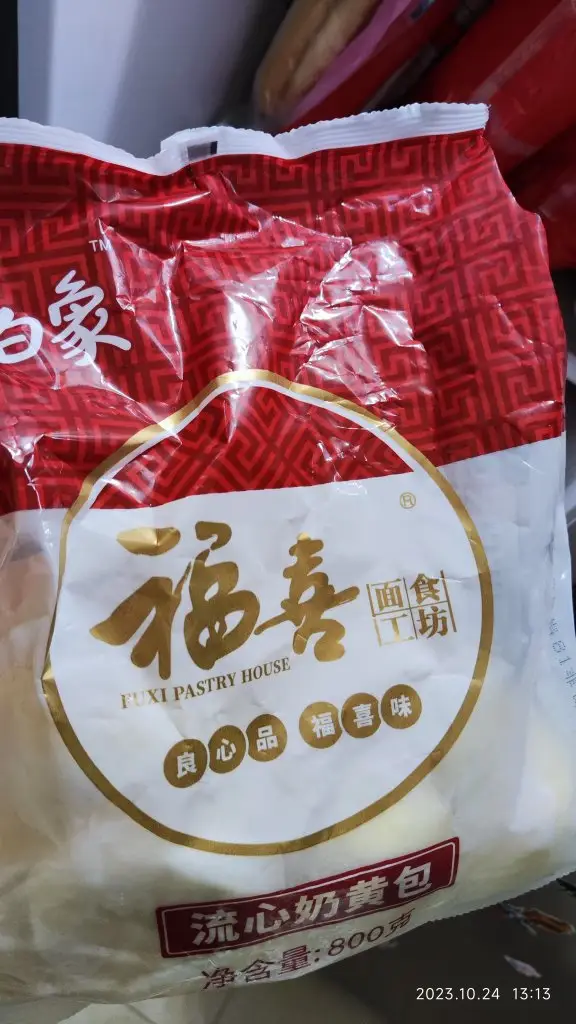 白象
TM
福喜
®
面食
工坊
FUXI PASTRY HOUSE
良心品 福喜味
流心奶黄包
净含量:800克
2023.10.24 13:13